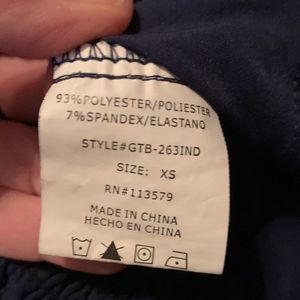 93%POLYESTER/POLIESTER
7%SPANDEX/ELASTANO
STYLE#GTB-263IND
SIZE: XS
RN#113579
MADE IN CHINA
HECHO EN CHINA